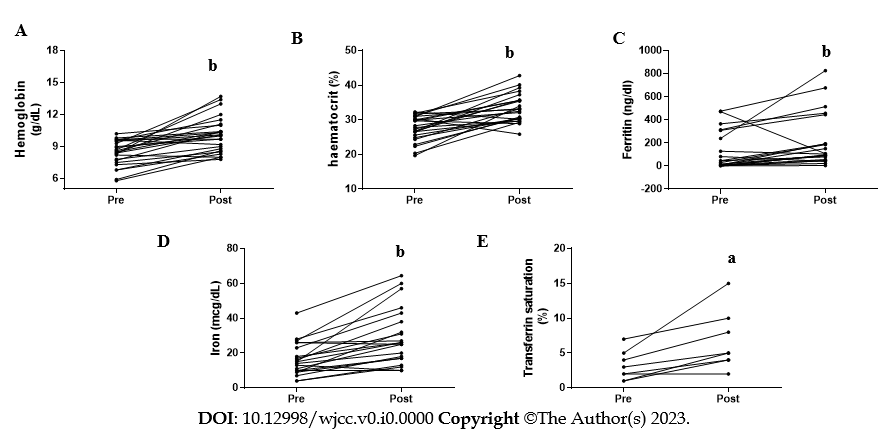 A
b
Hemoglobin
(g/dL)
18
15
12
9
6
Pre
Post
B
b
haematocrit (%)
50
40
30
20
10
Pre
Post
C
b
Ferritin (ng/dl)
1000
800
600
400
200
0
-200
Pre
Post
D
b
Iron (mcg/dL)
80
60
40
20
0
Pre
Post
E
a
Transferrin saturation
(%)
20
15
10
5
0
Pre
Post
DOI: 10.12998/wjcc.v0.i0.0000 Copyright ©The Author(s) 2023.